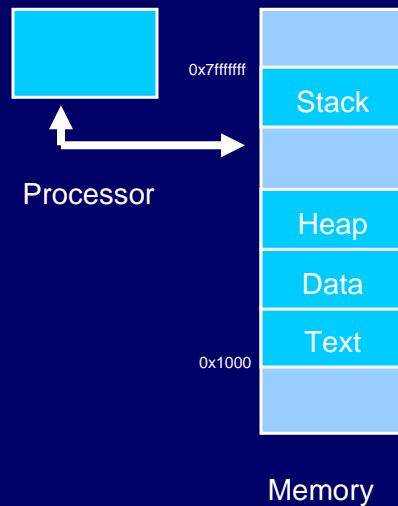 0x7fffffff
Stack
Processor
Heap
Data
Text
0x1000
Memory